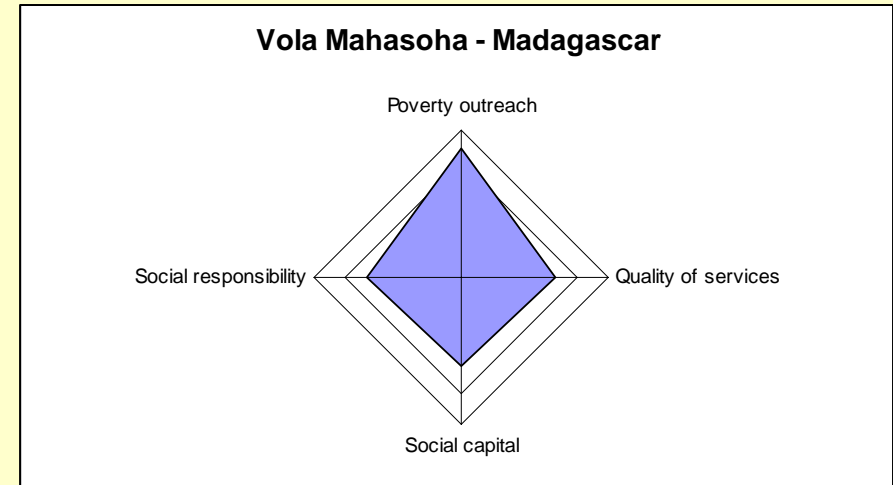 Vola Mahasoha - Madagascar
Poverty outreach
Social responsibility
Quality of services
Social capital